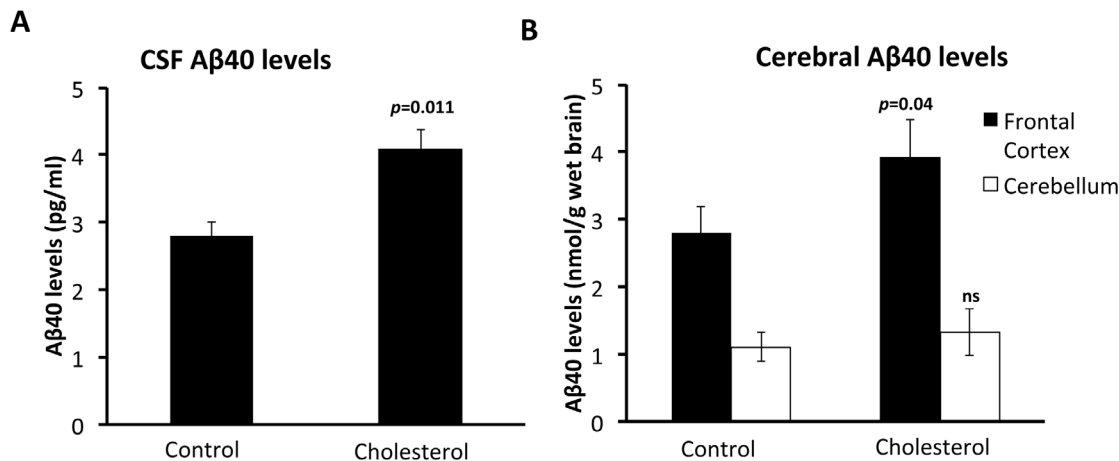 A
CSF Aβ40 levels
Aβ40 levels (pg/ml)
5
4
3
2
1
0
p=0.011
Control
Cholesterol
B
Cerebral Aβ40 levels
Aβ40 levels (nmol/g wet brain)
5
4
3
2
1
0
p=0.04
ns
Control
Cholesterol
Frontal
Cortex
Cerebellum